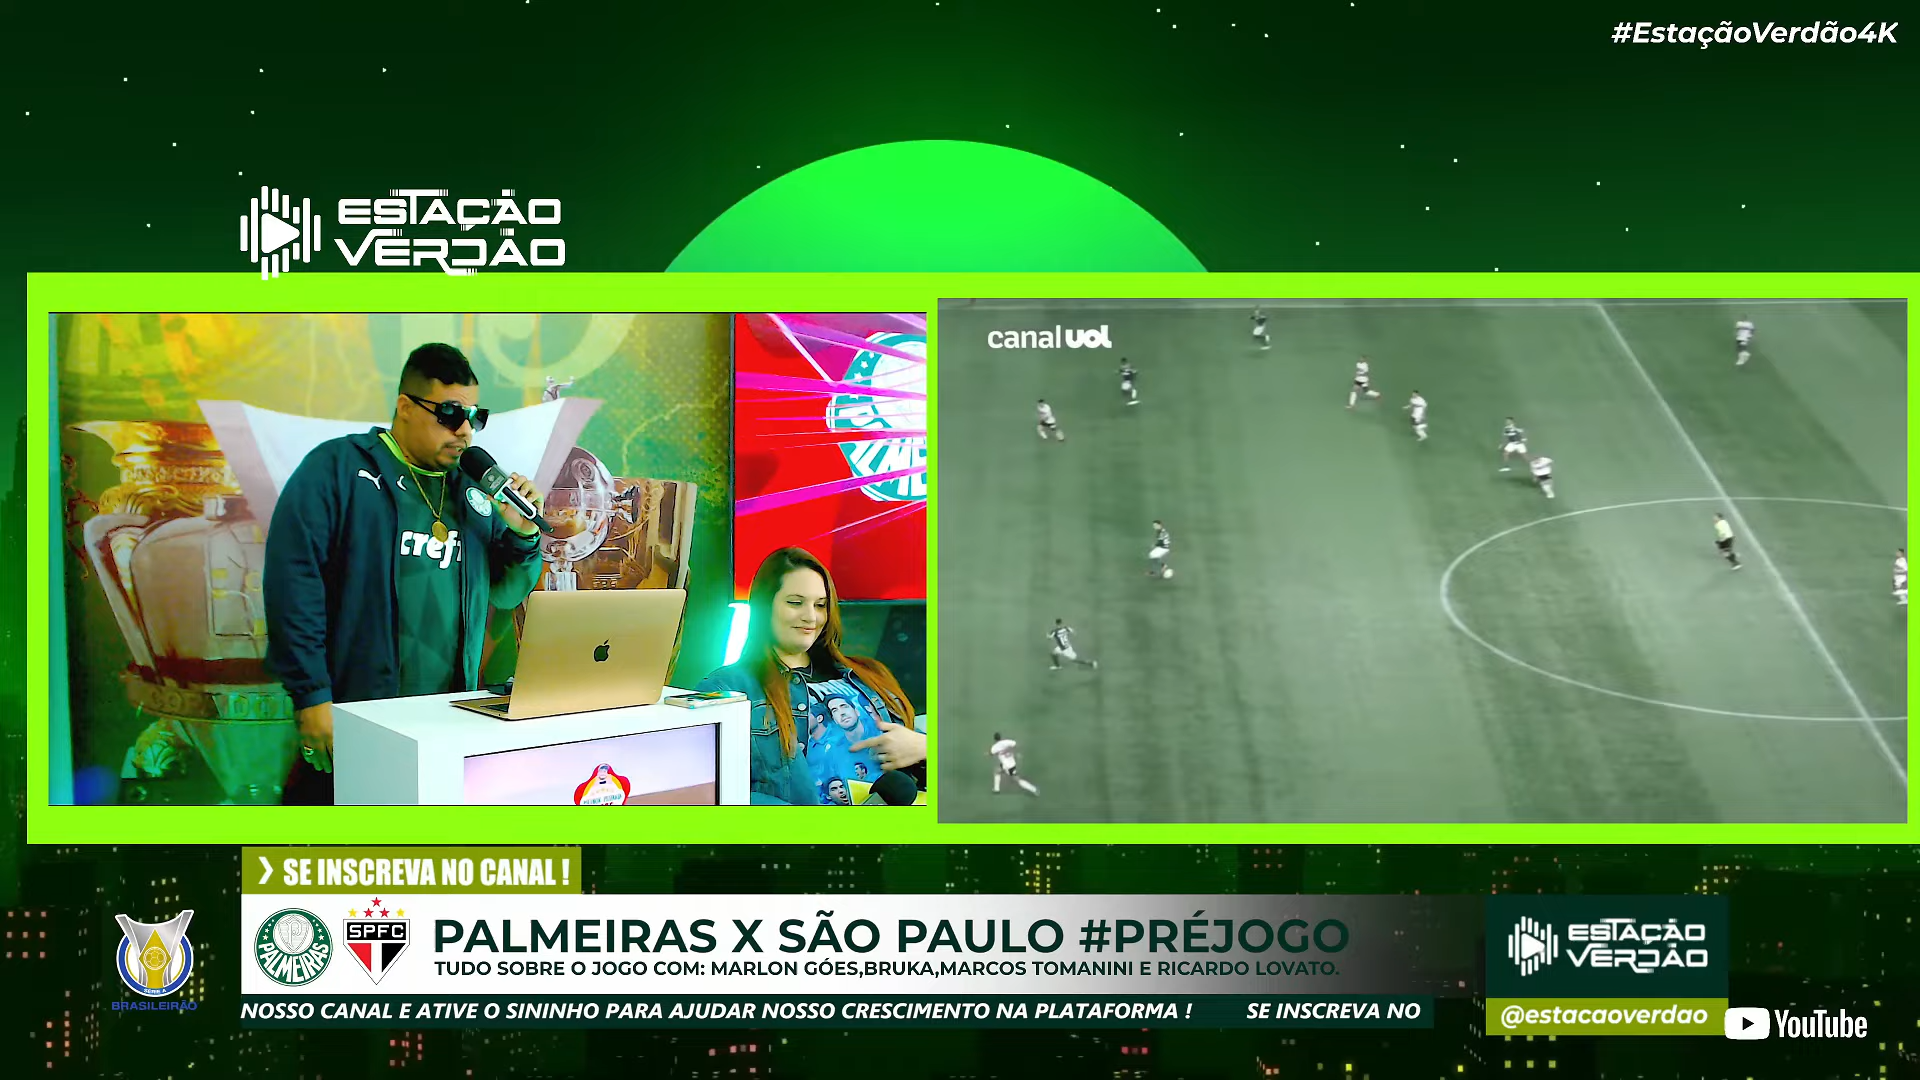 #EstaçãoVerdão4K
ESTAÇÃO
VERDÃO
canal uol
cref
❯ SE INSCREVA NO CANAL !
SPFC
PALMEIRAS X SÃO PAULO #PRÉJOGO
PALMEIRAS
TUDO SOBRE O JOGO COM: MARLON GÓES,BRUKA,MARCOS TOMANINI E RICARDO LOVATO.
SÉRIE A
BRASILEIRÃO
NOSSO CANAL E ATIVE O SININHO PARA AJUDAR NOSSO CRESCIMENTO NA PLATAFORMA ! SE INSCREVA NO
ESTAÇÃO
VERDÃO
@estacaoverdao
YouTube